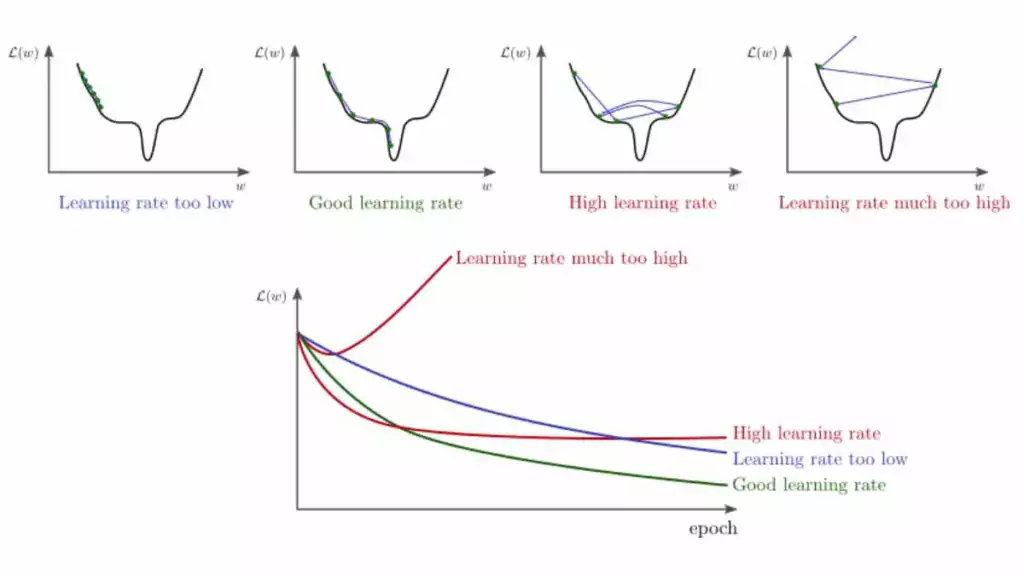 ℒ(w)
ℒ(w)
ℒ(w)
ℒ(w)
w
w
w
w
Learning rate too low
Good learning rate
High learning rate
Learning rate much too high
Learning rate much too high
ℒ(w)
High learning rate
Learning rate too low
Good learning rate
epoch